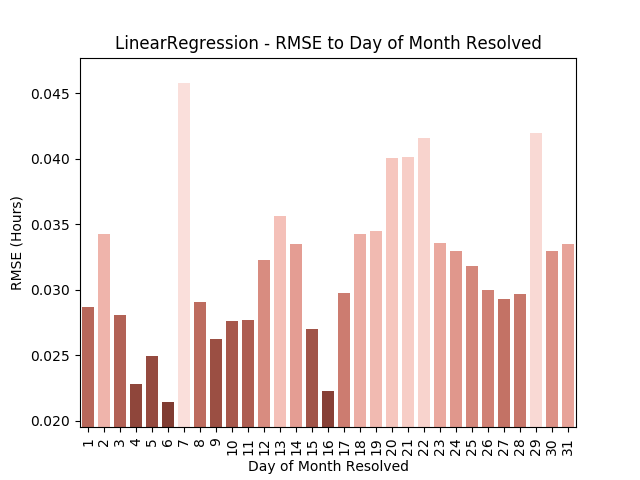 LinearRegression - RMSE to Day of Month Resolved
0.045
0.040
0.035
0.030
0.025
0.020
RMSE (Hours)
1 2 3 4 5 6 7 8 9 10 11 12 13 14 15 16 17 18 19 20 21 22 23 24 25 26 27 28 29 30 31
Day of Month Resolved